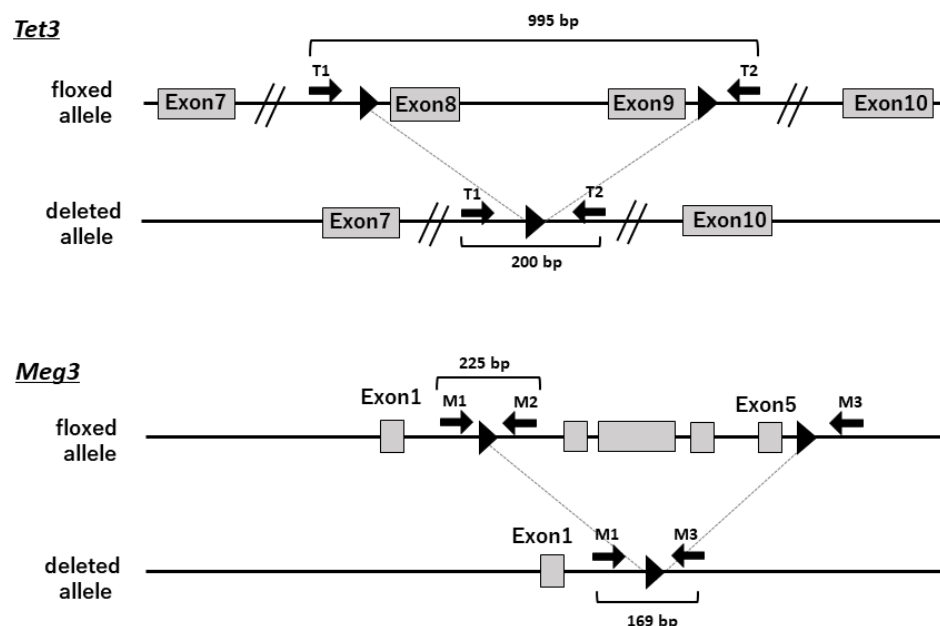 Tet3
995 bp
floxed
allele
Exon7
T1
Exon8
Exon9
T2
Exon10
deleted
allele
Exon7
T1
T2
Exon10
200 bp
Meg3
225 bp
floxed
allele
Exon1
M1
M2
Exon5
M3
deleted
allele
Exon1
M1
M3
169 bp